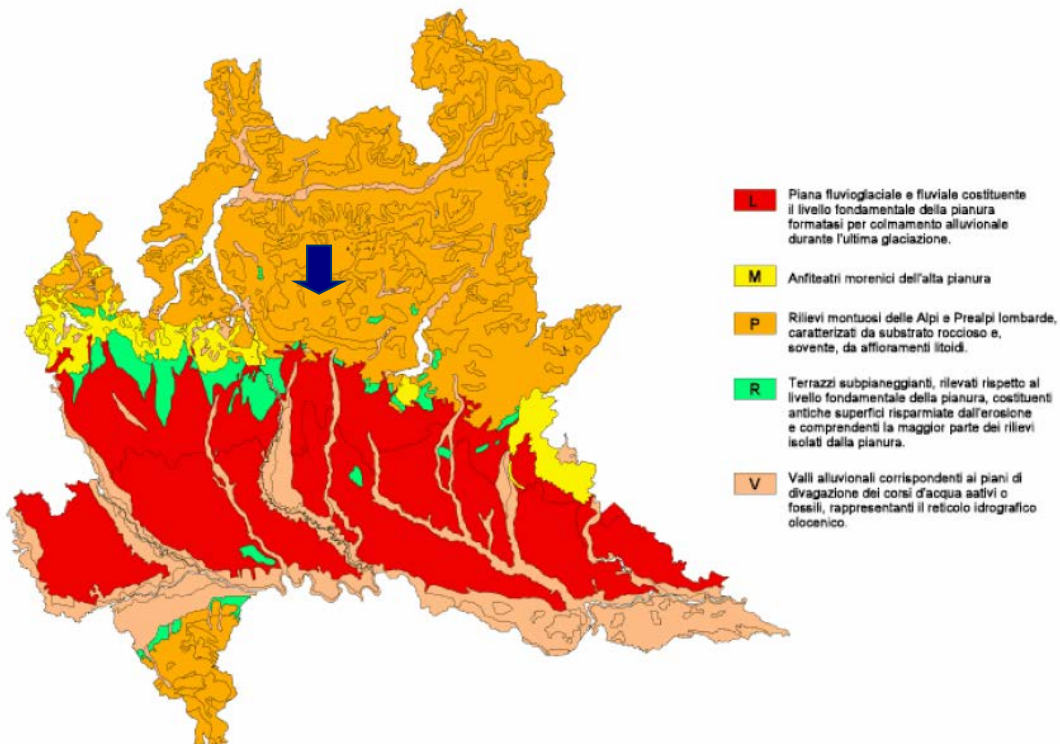 L
Piana fluvioglaciale e fluviale costituente
il livello fondamentale della pianura
formatasi per colmamento alluvionale
durante l'ultima glaciazione.
M
Anfiteatri morenici dell'alta pianura
P
Rilievi montuosi delle Alpi e Prealpi lombarde,
caratterizati da substrato roccioso e,
sovente, da affioramenti litoidi.
R
Terrazzi subpianeggianti, rilevati rispetto al
livello fondamentale della pianura, costituenti
antiche superfici risparmiate dall'erosione
e comprendenti la maggior parte dei rilievi
isolati dalla pianura.
V
Valli alluvionali corrispondenti ai piani di
divagazione dei corsi d'acqua aativi o
fossili, rapresentanti il reticolo idrografico
olocenico.